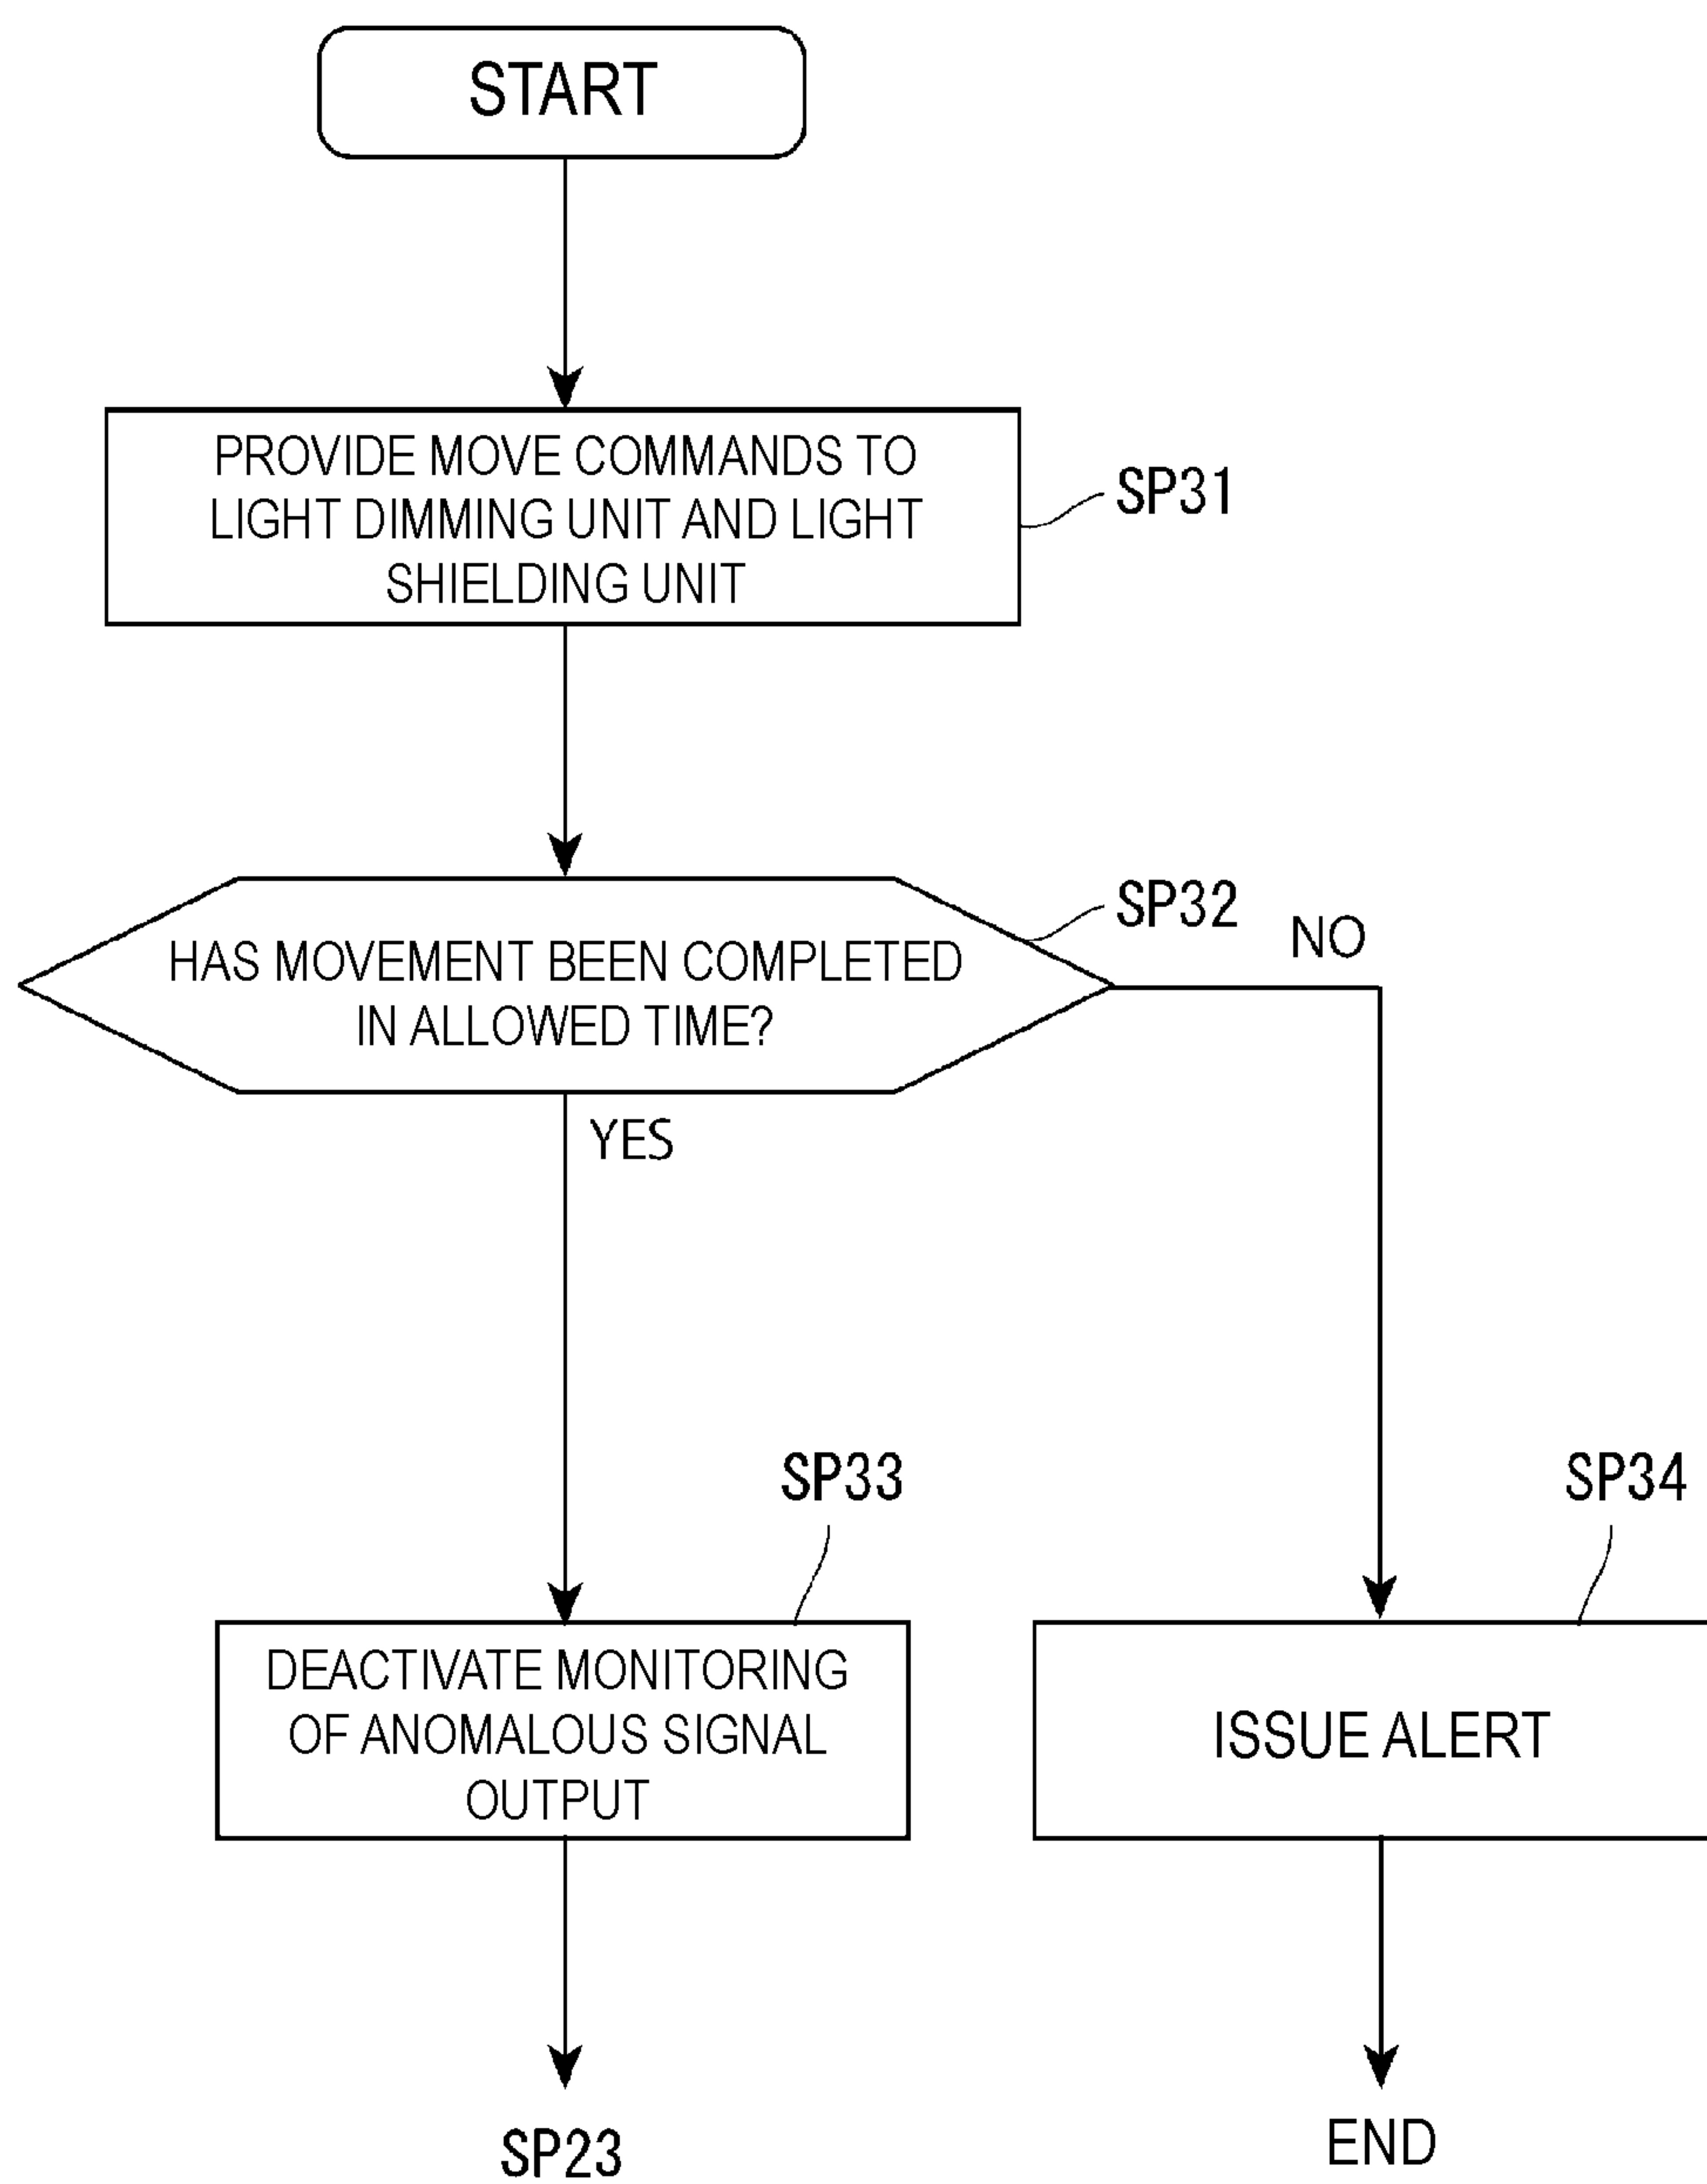 START
PROVIDE MOVE COMMANDS TO
LIGHT DIMMING UNIT AND LIGHT
SHIELDING UNIT
SP31
SP32
NO
HAS MOVEMENT BEEN COMPLETED
IN ALLOWED TIME?
YES
SP33
SP34
DEACTIVATE MONITORING
OF ANOMALOUS SIGNAL
OUTPUT
ISSUE ALERT
SP23
END